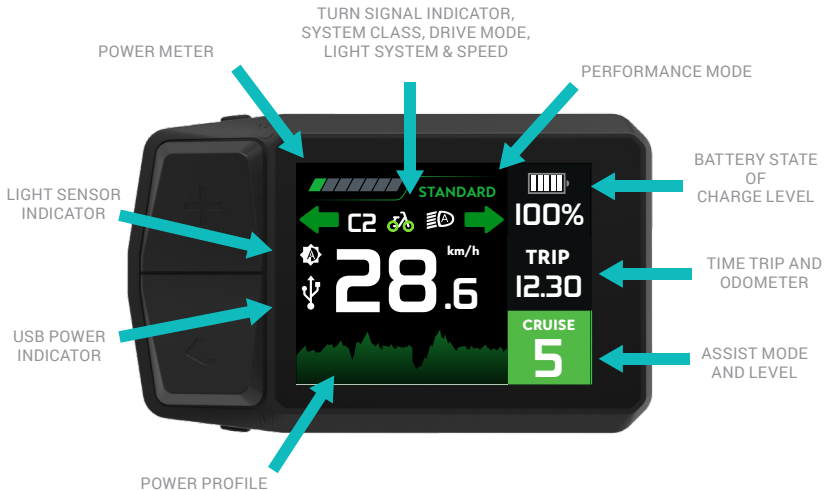 TURN SIGNAL INDICATOR,
SYSTEM CLASS, DRIVE MODE,
LIGHT SYSTEM & SPEED
POWER METER
PERFORMANCE MODE
LIGHT SENSOR
INDICATOR
USB POWER
INDICATOR
POWER PROFILE
STANDARD
C2
A
A
km/h
28.6
100%
TRIP
12.30
CRUISE
5
BATTERY STATE
OF
CHARGE LEVEL
TIME TRIP AND
ODOMETER
ASSIST MODE
AND LEVEL